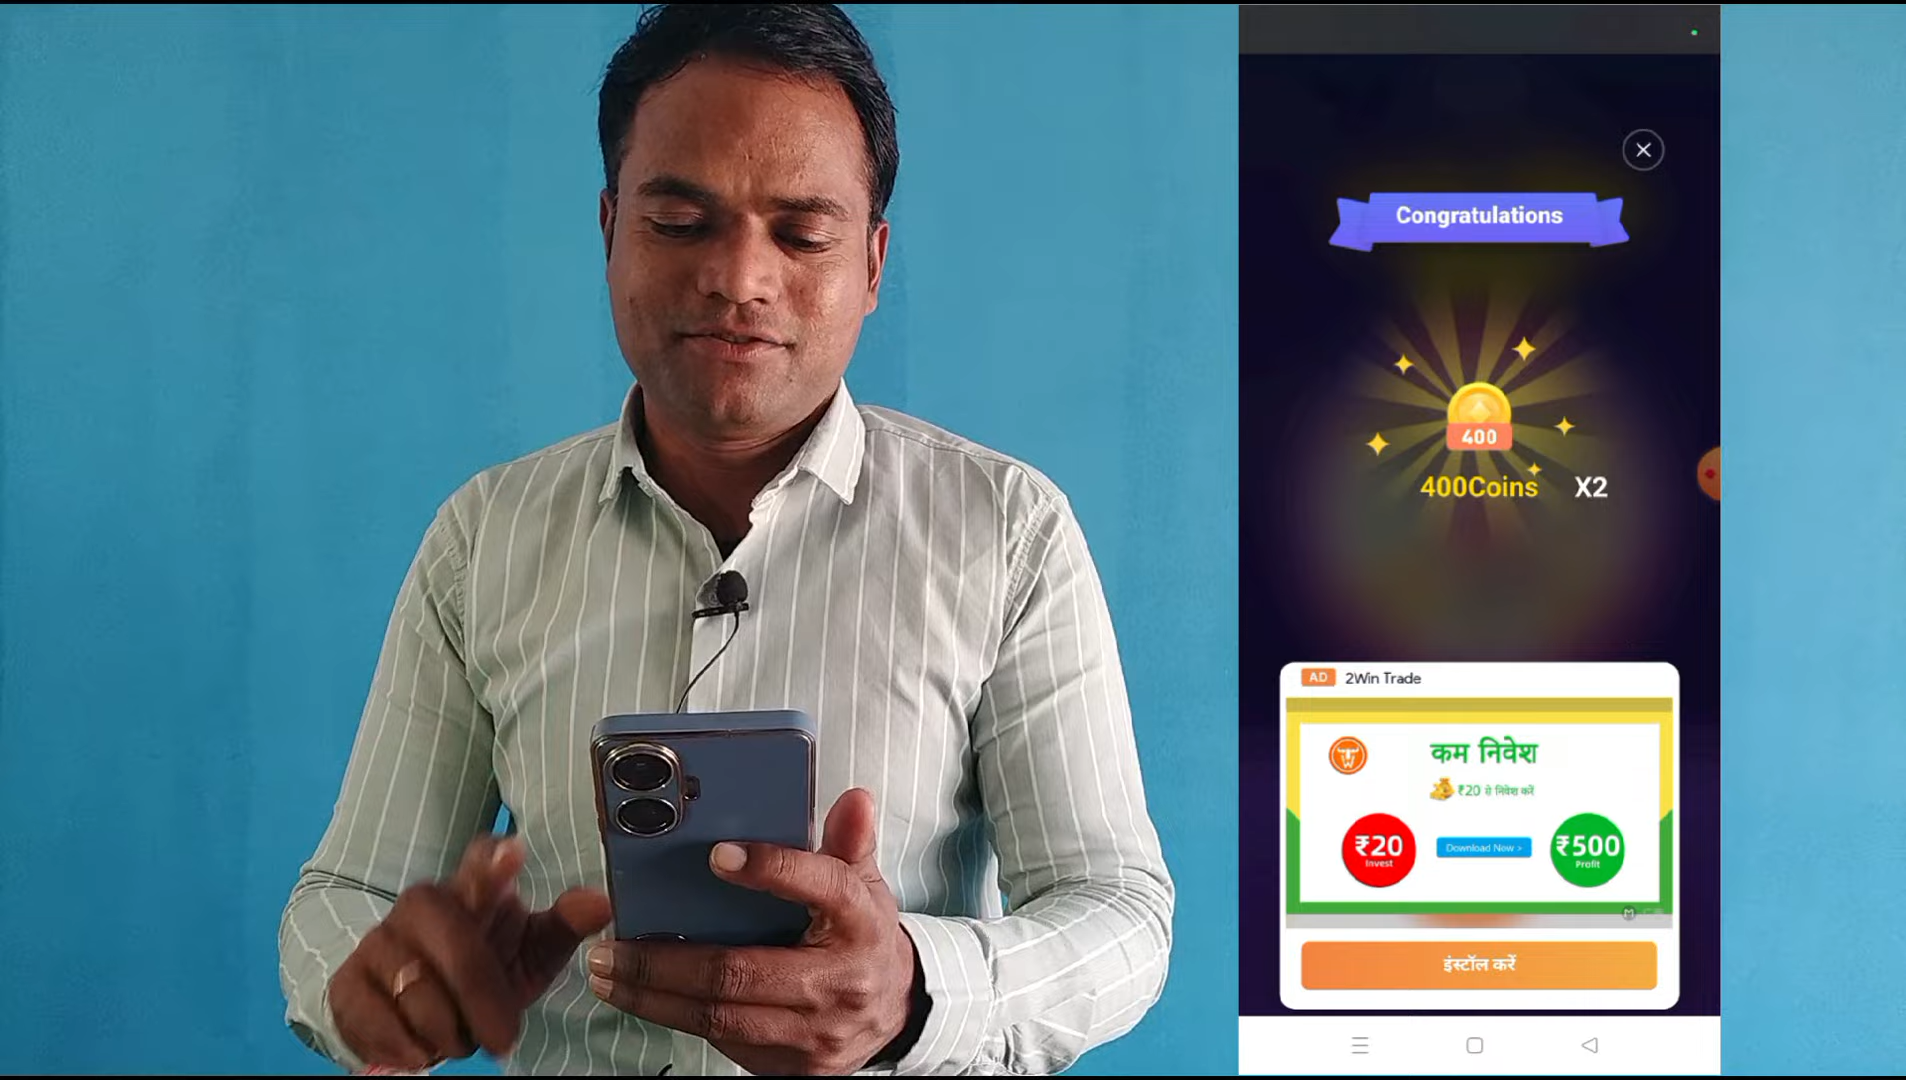 Congratulations
400
400Coins X2
AD 2Win Trade
कम निवेश
₹20 से निवेश करें
₹20
Invest
Download Now >
₹500
Profit
इंस्टॉल करें